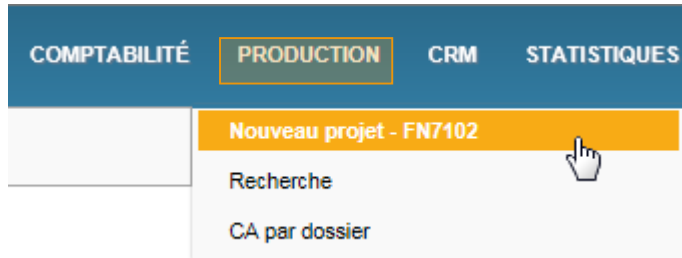 COMPTABILITÉ PRODUCTION CRM STATISTIQUES
Nouveau projet - FN7102
Recherche
CA par dossier